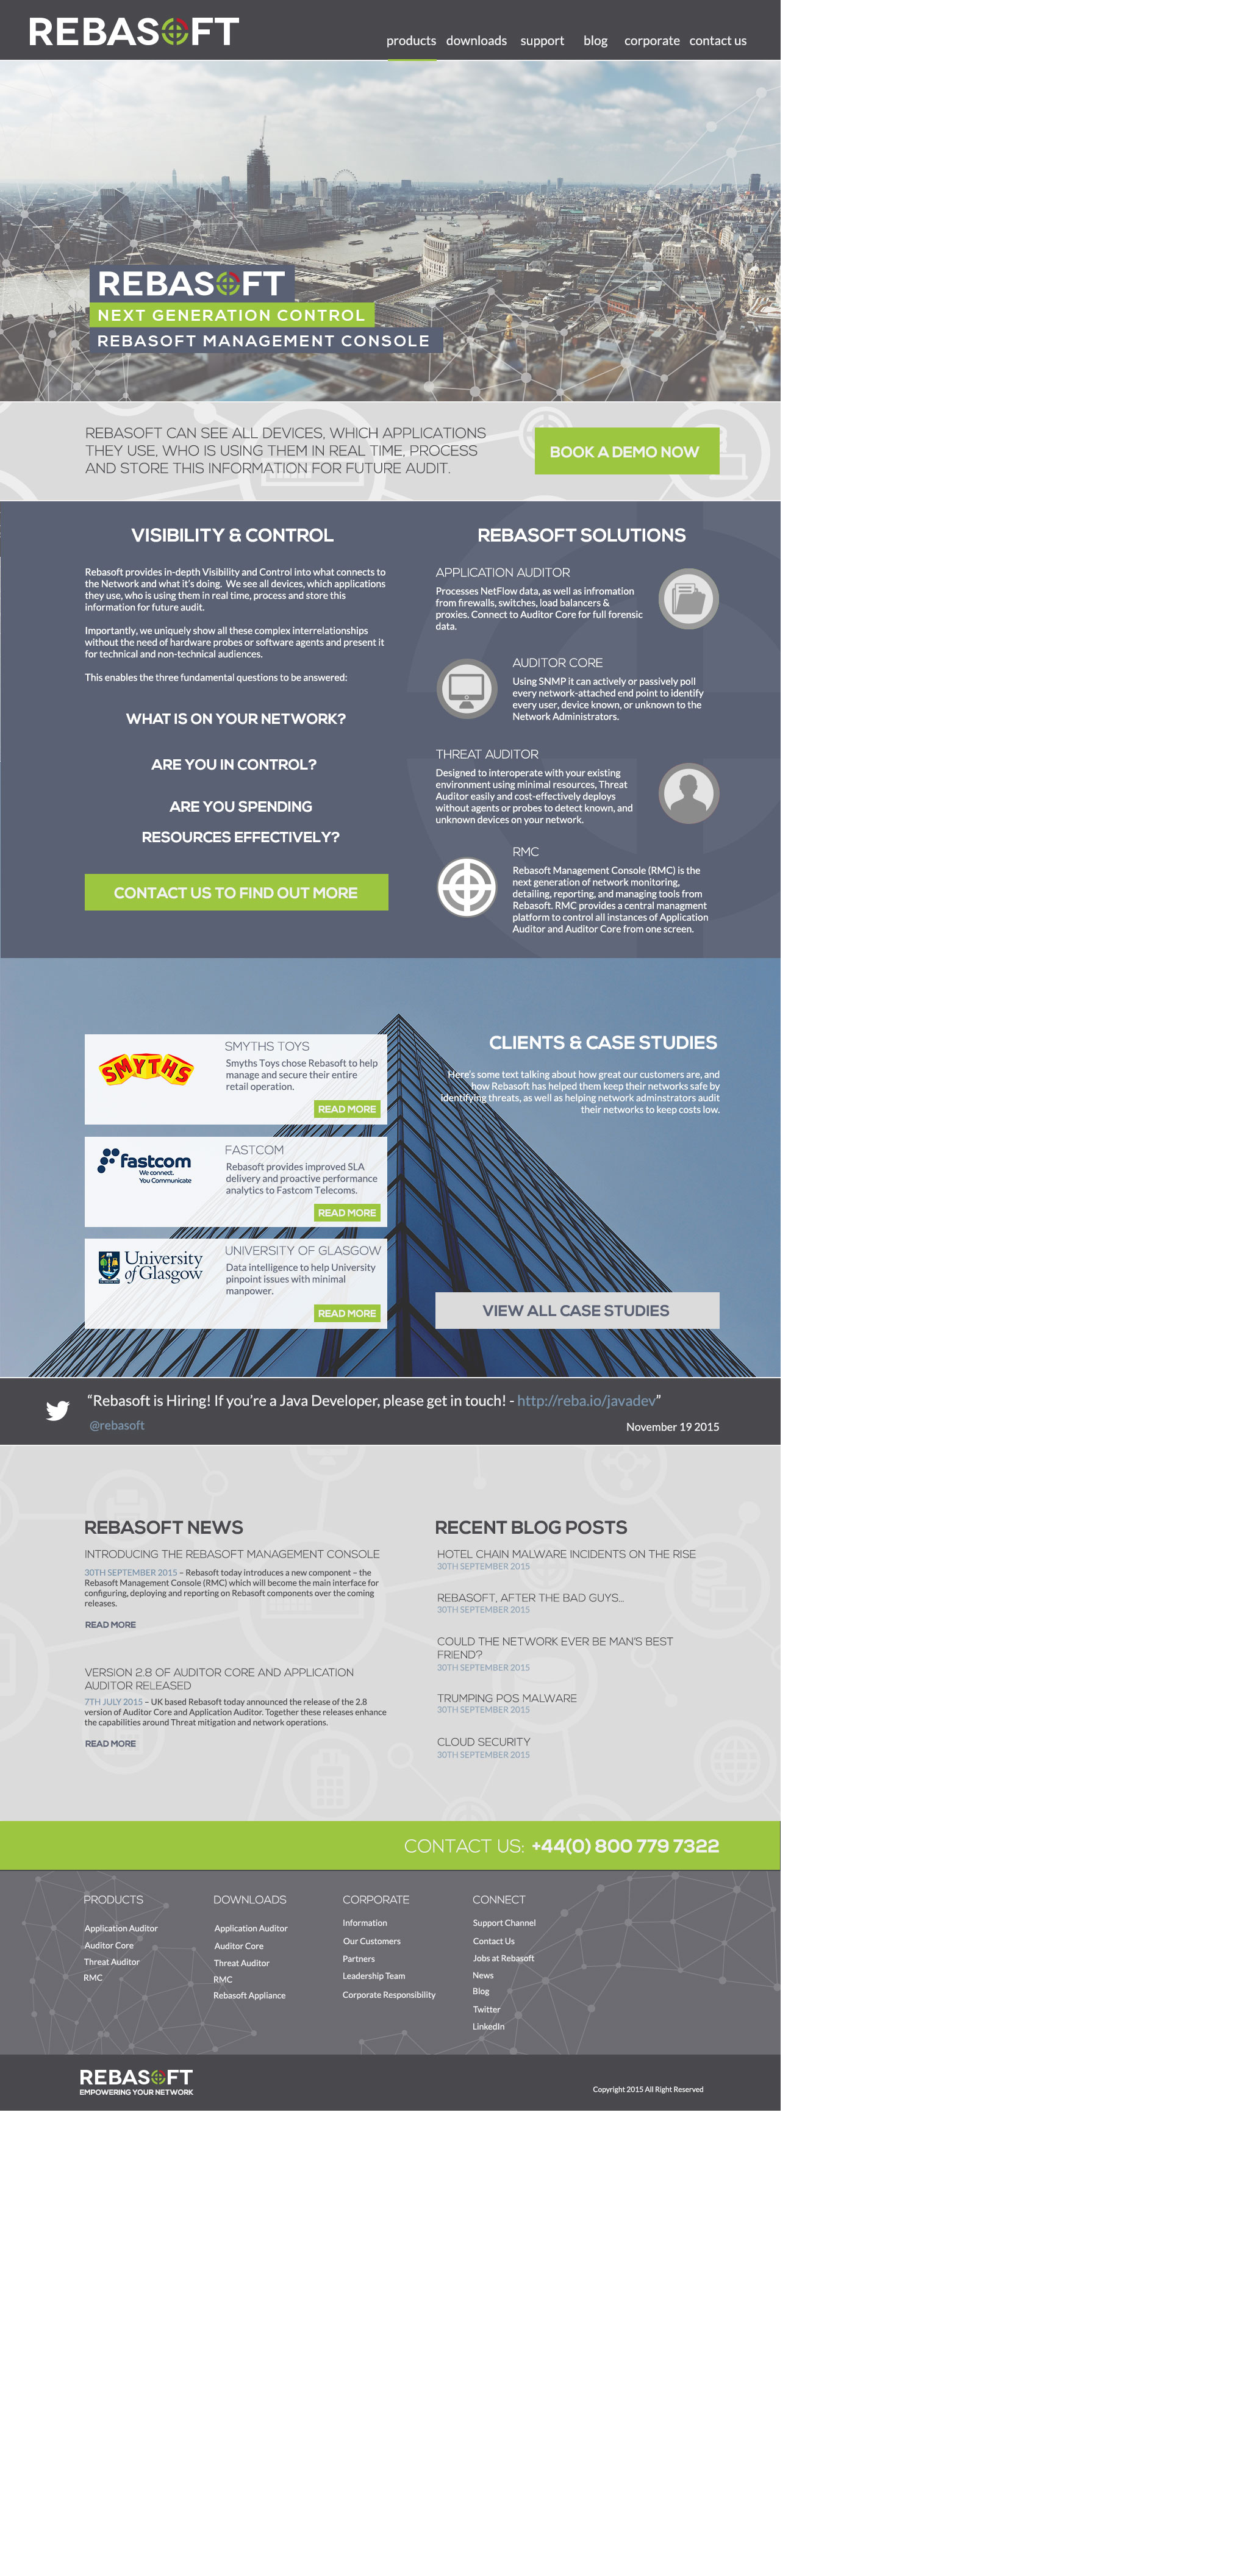 REBASOFT
products downloads support blog corporate contact us
REBASOFT
NEXT GENERATION CONTROL
REBASOFT MANAGEMENT CONSOLE
REBASOFT CAN SEE ALL DEVICES, WHICH APPLICATIONS
THEY USE, WHO IS USING THEM IN REAL TIME, PROCESS
AND STORE THIS INFORMATION FOR FUTURE AUDIT.
BOOK A DEMO NOW
VISIBILITY & CONTROL
Rebasoft provides in-depth Visibility and Control into what connects to
the Network and what it's doing. We see all devices, which applications
they use, who is using them in real time, process and store this
information for future audit.
Importantly, we uniquely show all these complex interrelationships
without the need of hardware probes or software agents and present it
for technical and non-technical audiences.
This enables the three fundamental questions to be answered:
WHAT IS ON YOUR NETWORK?
ARE YOU IN CONTROL?
ARE YOU SPENDING
RESOURCES EFFECTIVELY?
CONTACT US TO FIND OUT MORE
REBASOFT SOLUTIONS
APPLICATION AUDITOR
Processes NetFlow data, as well as infromation
from firewalls, switches, load balancers &
proxies. Connect to Auditor Core for full forensic
data.
AUDITOR CORE
Using SNMP it can actively or passively poll
every network-attached end point to identify
every user, device known, or unknown to the
Network Administrators.
THREAT AUDITOR
Designed to interoperate with your existing
environment using minimal resources, Threat
Auditor easily and cost-effectively deploys
without agents or probes to detect known, and
unknown devices on your network.
RMC
Rebasoft Management Console (RMC) is the
next generation of network monitoring,
detailing, reporting, and managing tools from
Rebasoft. RMC provides a central managment
platform to control all instances of Application
Auditor and Auditor Core from one screen.
SMYTHS
SMYTHS TOYS
Smyths Toys chose Rebasoft to help
manage and secure their entire
retail operation.
READ MORE
fastcom
We connect.
You Communicate
FASTCOM
Rebasoft provides improved SLA
delivery and proactive performance
analytics to Fastcom Telecoms.
READ MORE
University
of Glasgow
UNIVERSITY OF GLASGOW
Data intelligence to help University
pinpoint issues with minimal
manpower.
READ MORE
CLIENTS & CASE STUDIES
Here's some text talking about how great our customers are, and
how Rebasoft has helped them keep their networks safe by
identifying threats, as well as helping network adminstrators audit
their networks to keep costs low.
VIEW ALL CASE STUDIES
“Rebasoft is Hiring! If you're a Java Developer, please get in touch! - http://reba.io/javadev”
@rebasoft
November 19 2015
REBASOFT NEWS
INTRODUCING THE REBASOFT MANAGEMENT CONSOLE
30TH SEPTEMBER 2015 – Rebasoft today introduces a new component – the
Rebasoft Management Console (RMC) which will become the main interface for
configuring, deploying and reporting on Rebasoft components over the coming
releases.
READ MORE
VERSION 2.8 OF AUDITOR CORE AND APPLICATION
AUDITOR RELEASED
7TH JULY 2015 – UK based Rebasoft today announced the release of the 2.8
version of Auditor Core and Application Auditor. Together these releases enhance
the capabilities around Threat mitigation and network operations.
READ MORE
RECENT BLOG POSTS
HOTEL CHAIN MALWARE INCIDENTS ON THE RISE
30TH SEPTEMBER 2015
REBASOFT, AFTER THE BAD GUYS...
30TH SEPTEMBER 2015
COULD THE NETWORK EVER BE MAN'S BEST
FRIEND?
30TH SEPTEMBER 2015
TRUMPING POS MALWARE
30TH SEPTEMBER 2015
CLOUD SECURITY
30TH SEPTEMBER 2015
CONTACT US: +44(0) 800 779 7322
PRODUCTS
Application Auditor
Auditor Core
Threat Auditor
RMC
DOWNLOADS
Application Auditor
Auditor Core
Threat Auditor
RMC
Rebasoft Appliance
CORPORATE
Information
Our Customers
Partners
Leadership Team
Corporate Responsibility
CONNECT
Support Channel
Contact Us
Jobs at Rebasoft
News
Blog
Twitter
LinkedIn
REBASOFT
EMPOWERING YOUR NETWORK
Copyright 2015 All Right Reserved